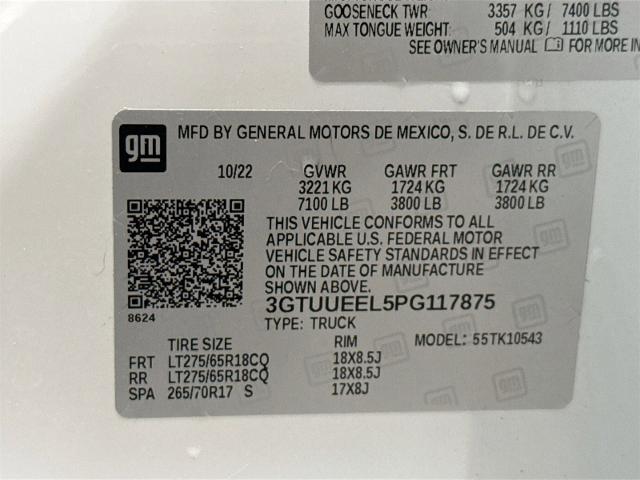 GOOSENECK TWR: 3357 KG/ 7400 LBS
MAX TONGUE WEIGHT: 504 KG/ 1110 LBS
SEE OWNER'S MANUAL FOR MORE IN
gm MFD BY GENERAL MOTORS DE MEXICO, S. DE R.L. DE C.V.
10/22 GVWR GAWR FRT GAWR RR
3221 KG 1724 KG 1724 KG
7100 LB 3800 LB 3800 LB
THIS VEHICLE CONFORMS TO ALL
APPLICABLE U.S. FEDERAL MOTOR
VEHICLE SAFETY STANDARDS IN EFFECT
ON THE DATE OF MANUFACTURE
SHOWN ABOVE.
3GTUUEEL5PG117875
8624
TYPE: TRUCK MODEL: 55TK10543
TIRE SIZE RIM
FRT LT275/65R18CQ 18X8.5J
RR LT275/65R18CQ 18X8.5J
SPA 265/70R17 S 17X8J